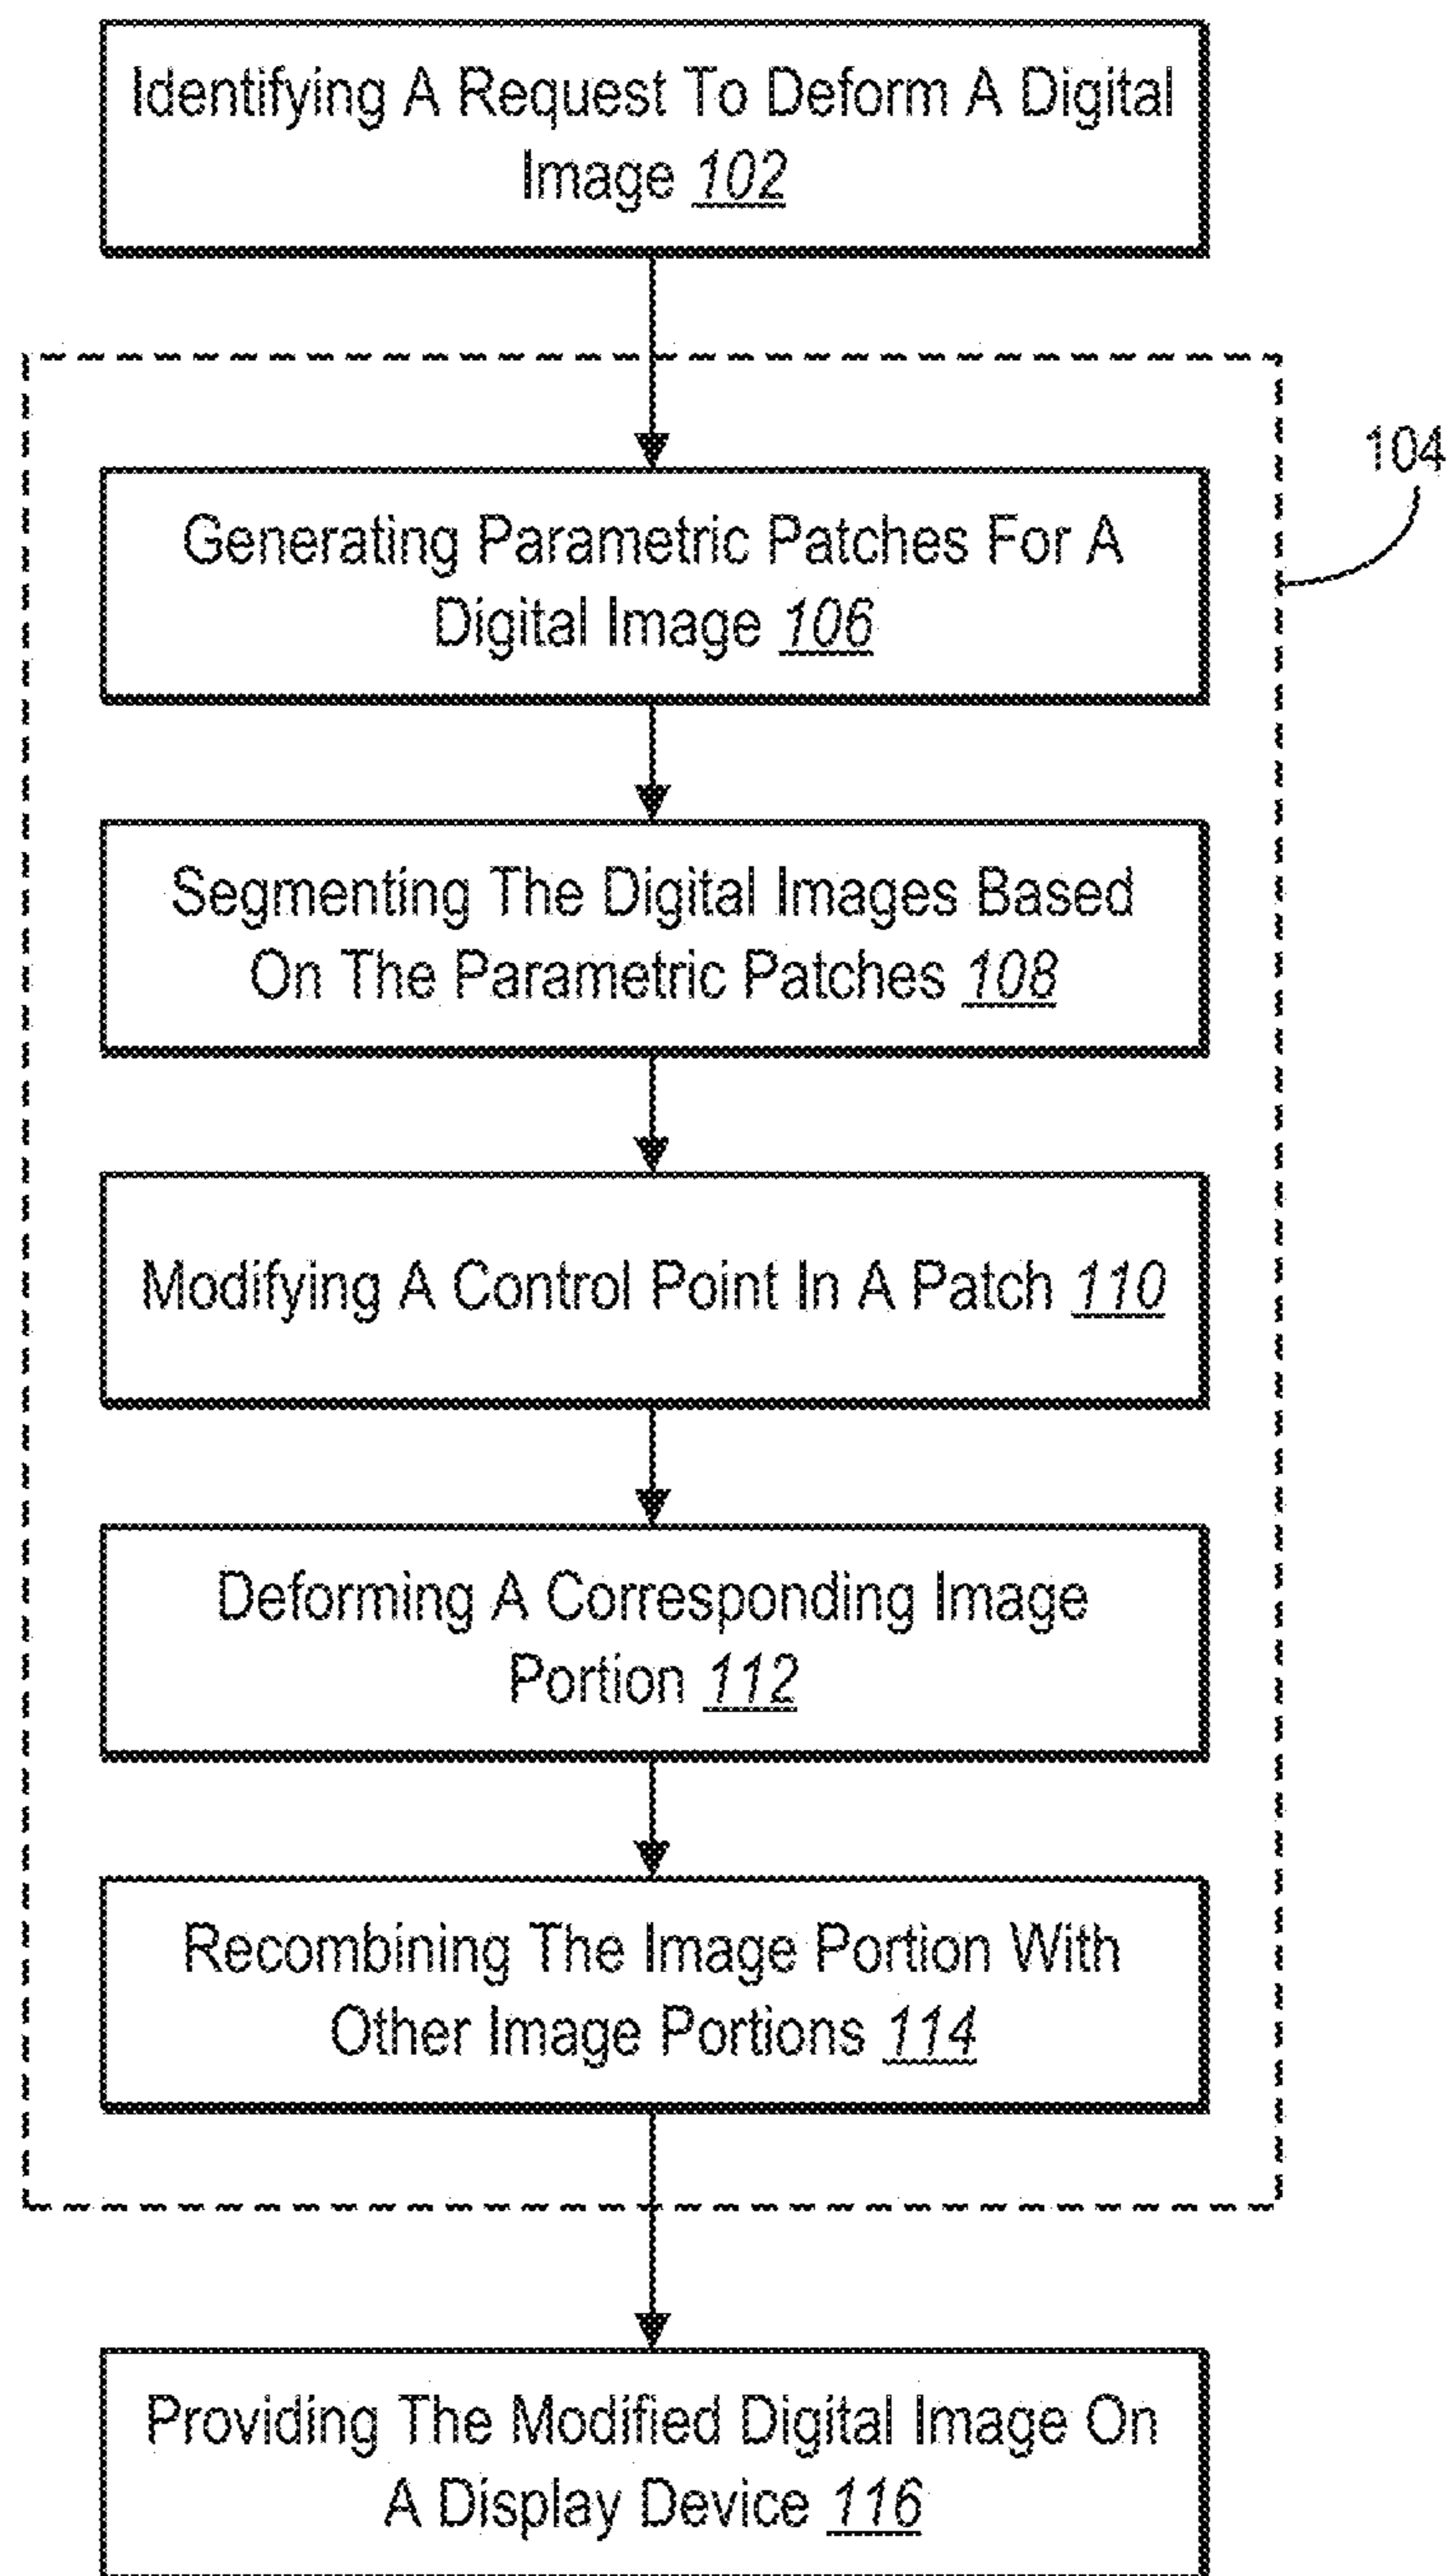 Identifying A Request To Deform A Digital
Image 102
104
Generating Parametric Patches For A
Digital Image 106
Segmenting The Digital Images Based
On The Parametric Patches 108
Modifying A Control Point In A Patch 110
Deforming A Corresponding Image
Portion 112
Recombining The Image Portion With
Other Image Portions 114
Providing The Modified Digital Image On
A Display Device 116